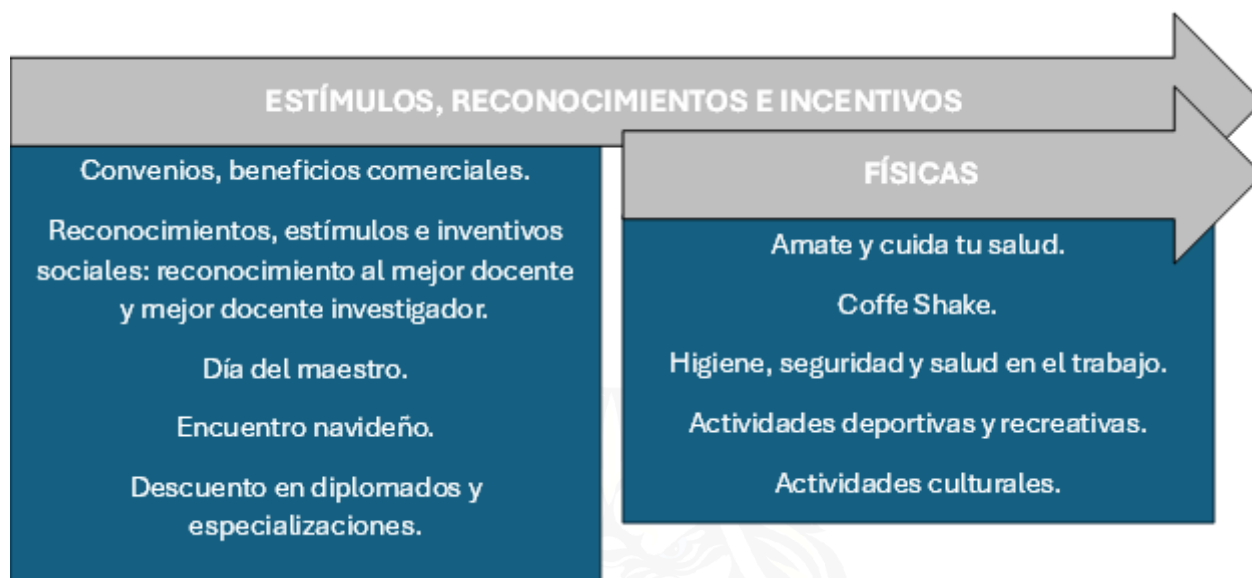 ESTÍMULOS, RECONOCIMIENTOS E INCENTIVOS
Convenios, beneficios comerciales.
Reconocimientos, estímulos e inventivos
sociales: reconocimiento al mejor docente
y mejor docente investigador.
Día del maestro.
Encuentro navideño.
Descuento en diplomados y
especializaciones.
FÍSICAS
Amate y cuida tu salud.
Coffe Shake.
Higiene, seguridad y salud en el trabajo.
Actividades deportivas y recreativas.
Actividades culturales.